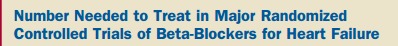 Number Needed to Treat in Major Randomized
Controlled Trials of Beta-Blockers for Heart Failure